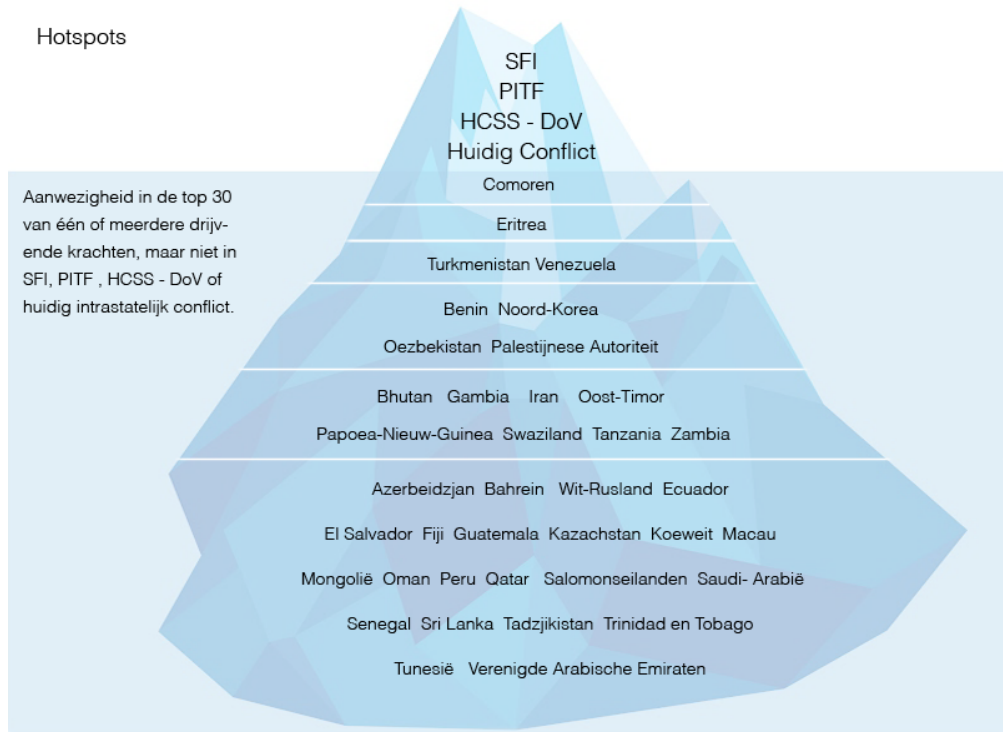 Hotspots
SFI
PITF
HCSS - DoV
Huidig Conflict
Aanwezigheid in de top 30
van één of meerdere drijv-
ende krachten, maar niet in
SFI, PITF , HCSS - DoV of
huidig intrastatelijk conflict.
Comoren
Eritrea
Turkmenistan Venezuela
Benin Noord-Korea
Oezbekistan Palestijnese Autoriteit
Bhutan Gambia Iran Oost-Timor
Papoea-Nieuw-Guinea Swaziland Tanzania Zambia
Azerbeidzjan Bahrein Wit-Rusland Ecuador
El Salvador Fiji Guatemala Kazachstan Koeweit Macau
Mongolië Oman Peru Qatar Salomonseilanden Saudi- Arabië
Senegal Sri Lanka Tadzjikistan Trinidad en Tobago
Tunesië Verenigde Arabische Emiraten